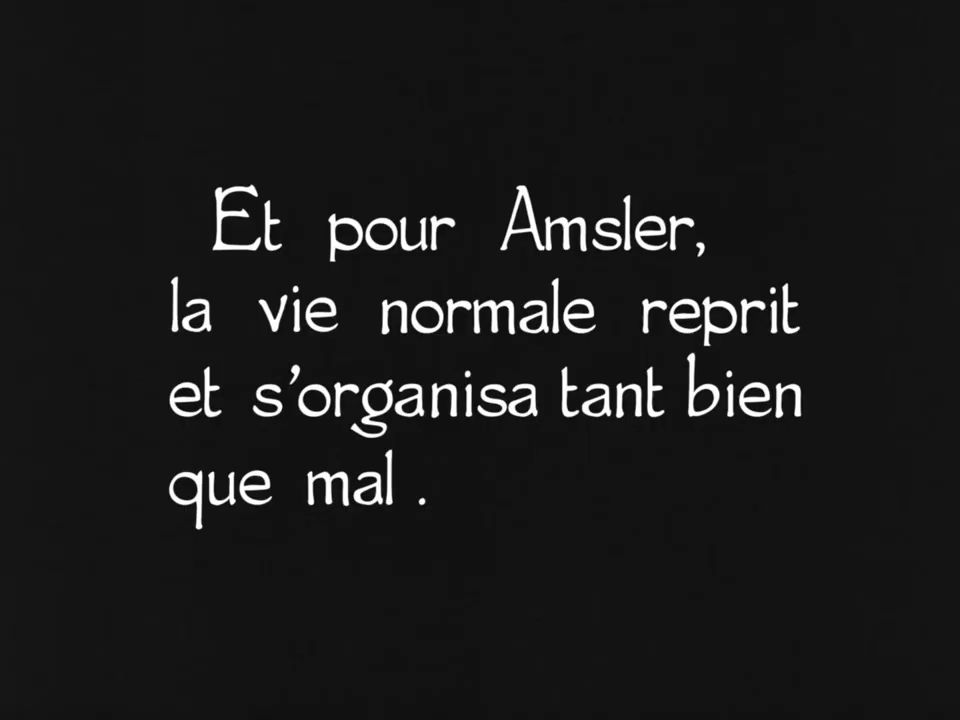 Et pour Amsler,
la vie normale reprit
et s'organisa tant bien
que mal .